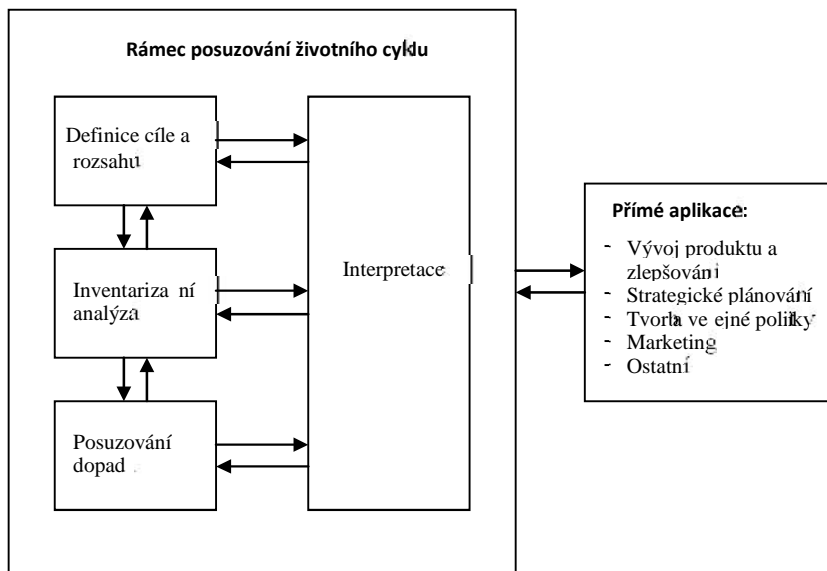 Rámec posuzování životního cyklu
Definice cíle a
rozsahu
Inventariza ní
analýza
Posuzování
dopad
Interpretace
Přímé aplikace:
- Vývoj produktu a
zlepšování
- Strategické plánování
- Tvorba ve ejné politky
- Marketing
- Ostatní